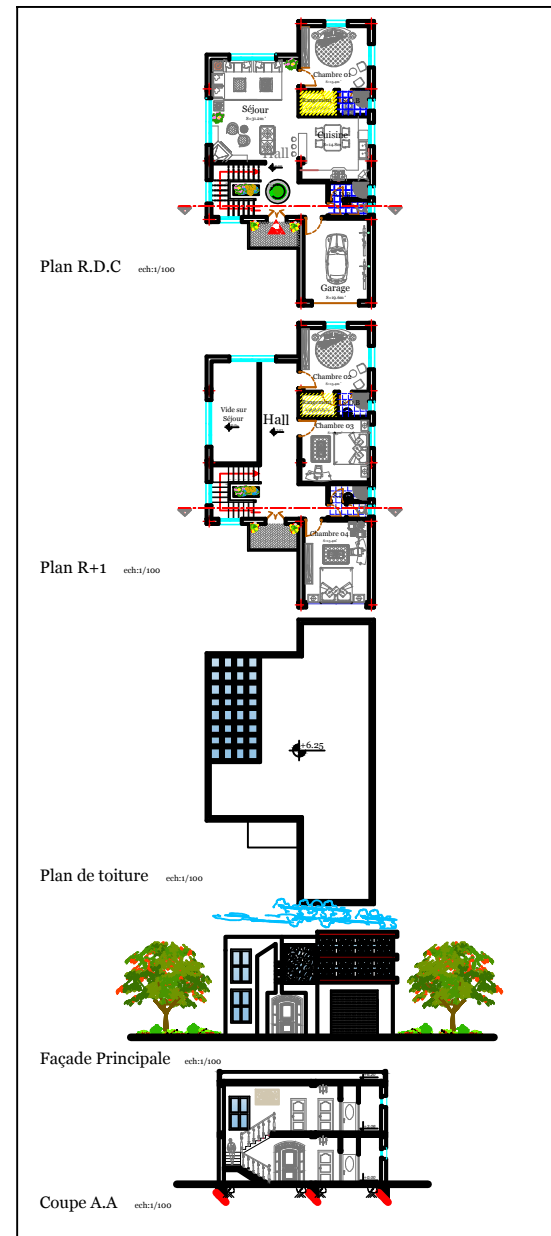 Chambre 01
Rangement
Séjour
Cuisine
Hall
Garage
Plan R.D.C ech:1/100
Chambre 02
Rangement
Vide sur
Séjour
Hall
Chambre 03
Chambre 04
Plan R+1 ech:1/100
+6.25
Plan de toiture ech:1/100
Façade Principale ech:1/100
Coupe A.A ech:1/100